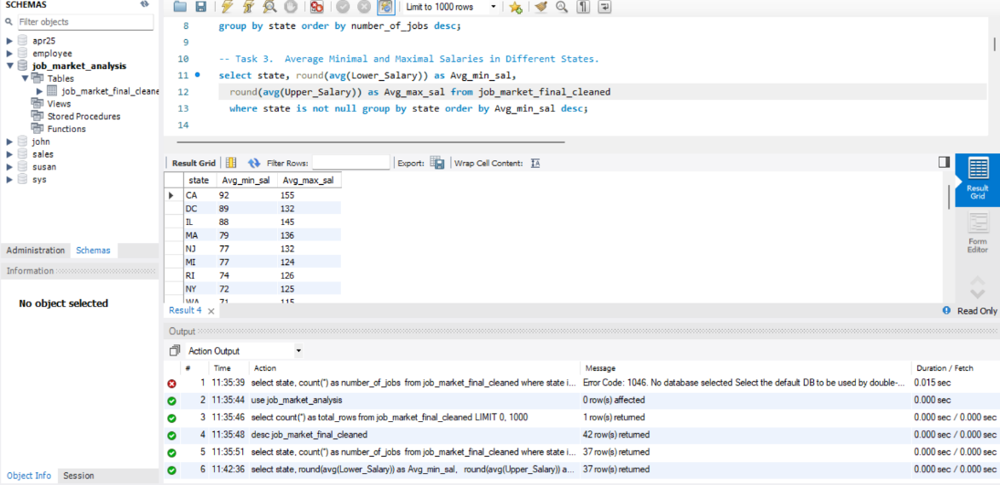 SCHEMAS
Filter objects
apr25
employee
job_market_analysis
Tables
job_market_final_cleane
Views
Stored Procedures
Functions
john
sales
susan
sys
Administration Schemas
Information
No object selected
Object Info Session
Limit to 1000 rows
8 group by state order by number_of_jobs desc;
9
10 -- Task 3.  Average Minimal and Maximal Salaries in Different States.
11 select state, round(avg(Lower_Salary)) as Avg_min_sal,
12 round(avg(Upper_Salary)) as Avg_max_sal from job_market_final_cleaned
13 where state is not null group by state order by Avg_min_sal desc;
14
Result Grid Filter Rows: Export: Wrap Cell Content:
state Avg_min_sal Avg_max_sal
CA 92 155
DC 89 132
IL 88 145
MA 79 136
NJ 77 132
MI 77 124
RI 74 126
NY 72 125
WA 71 115
Result
Grid
Form
Editor
Result 4 Read Only
Output
Action Output
# Time Action Message Duration / Fetch
1 11:35:39 select state, count(*) as number_of_jobs from job_market_final_cleaned where state i... Error Code: 1046. No database selected Select the default DB to be used by double-... 0.015 sec
2 11:35:44 use job_market_analysis 0 row(s) affected 0.000 sec
3 11:35:46 select count(*) as total_rows from job_market_final_cleaned LIMIT 0, 1000 1 row(s) returned 0.000 sec / 0.000 sec
4 11:35:48 desc job_market_final_cleaned 42 row(s) returned 0.000 sec / 0.000 sec
5 11:35:51 select state, count(*) as number_of_jobs from job_market_final_cleaned where state i... 37 row(s) returned 0.000 sec / 0.000 sec
6 11:42:36 select state, round(avg(Lower_Salary)) as Avg_min_sal, round(avg(Upper_Salary)) a... 37 row(s) returned 0.000 sec / 0.000 sec